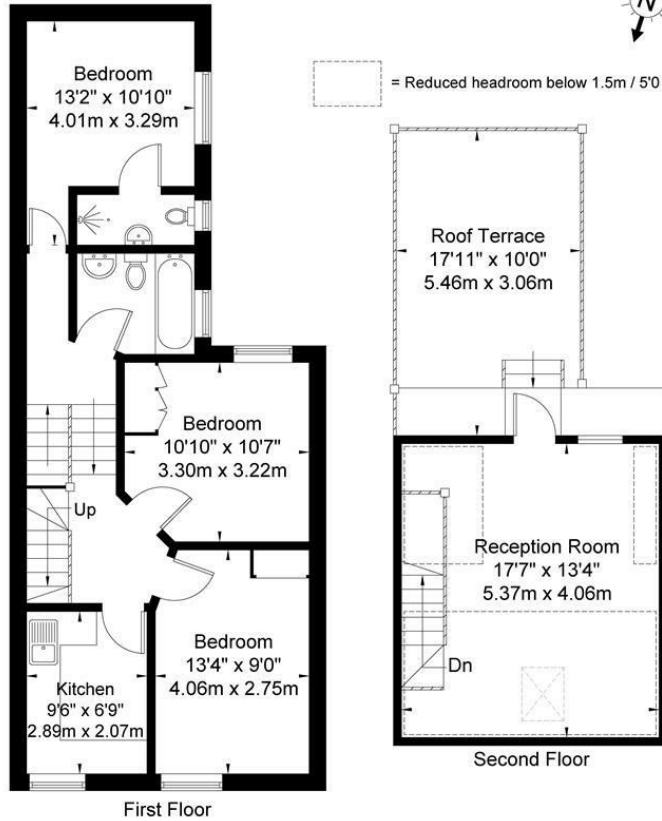 N
= Reduced headroom below 1.5m / 5'0
Bedroom
13'2" x 10'10"
4.01m x 3.29m
Bedroom
10'10" x 10'7"
3.30m x 3.22m
Up
Bedroom
13'4" x 9'0"
4.06m x 2.75m
Kitchen
9'6" x 6'9"
2.89m x 2.07m
First Floor
Roof Terrace
17'11" x 10'0"
5.46m x 3.06m
Reception Room
17'7" x 13'4"
5.37m x 4.06m
Dn
Second Floor